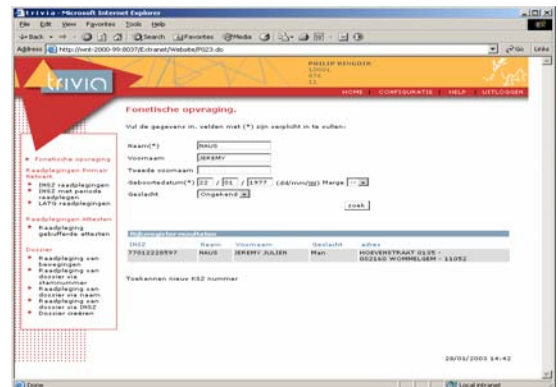 trivia - Microsoft Internet Explorer
File Edit View Favorites Tools Help
Back Search Favorites Media
Address http://wnt-2000-99:8037/Extranet/Website/P023.do Go Links
trivia
HOME CONFIGURATIE HELP UITLOGGEN
Fonetische opvraging.
Vul de gegevens in, velden met (*) zijn verplicht in te vullen:
Naam(*) NAUS
Voornaam JEREMY
Tweede voornaam
Geboortedatum(*) 22 / 01 / 1977 (dd/mm/jjjj) Marge --
Geslacht Ongekend
zoek
Fonetische opvraging
Raadplegingen Primair Netwerk
INSZ raadplegingen
INSZ met periode raadplegen
LATG raadplegingen
Raadplegingen Attesten
Raadpleging gebufferde attesten
Dossier
Raadpleging van bewegingen
Raadpleging van dossier via stamnummer
Raadpleging van dossier via naam
Raadpleging van dossier via INSZ
Dossier creëren
Rijksregister resultaten
INSZ Naam Voornaam Geslacht adres
77012228597 NAUS JEREMY JULIEN Man HOEVENSTRAAT 0135 -
002160 WOMMELGEM - 11052
Toekennen nieuw KSZ nummer
28/01/2003 14:42
Done Local intranet